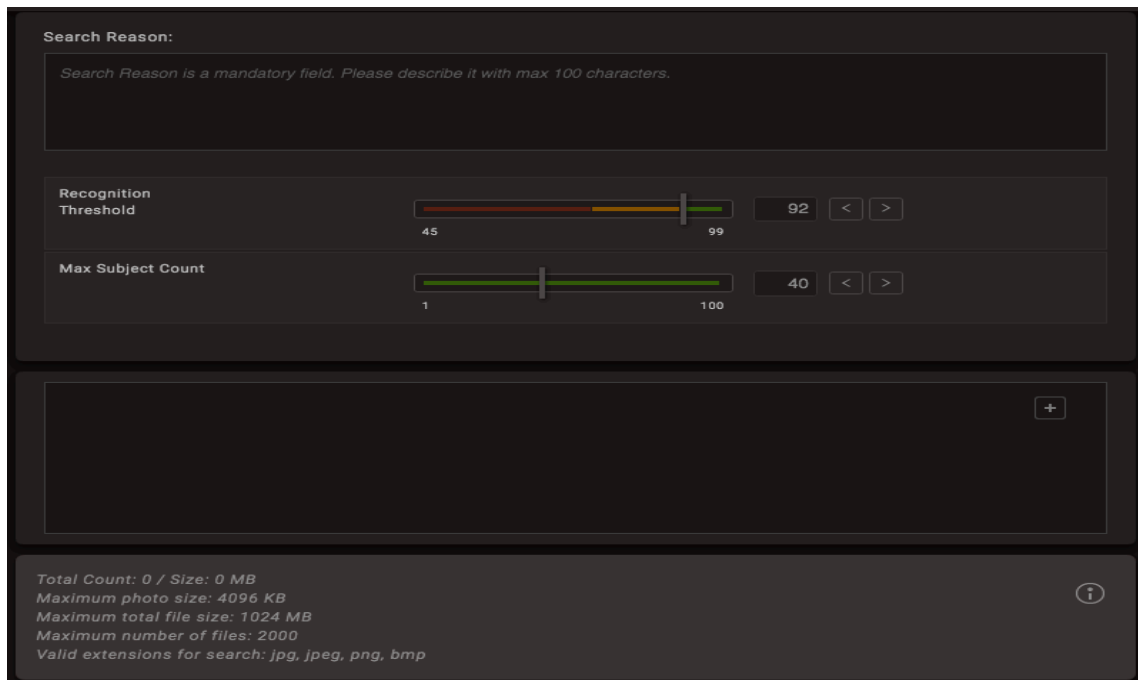 Search Reason:
Search Reason is a mandatory field. Please describe it with max 100 characters.
Recognition
Threshold
92 < >
45 99
Max Subject Count
40 < >
1 100
+
Total Count: 0 / Size: 0 MB
Maximum photo size: 4096 KB
Maximum total file size: 1024 MB
Maximum number of files: 2000
Valid extensions for search: jpg, jpeg, png, bmp